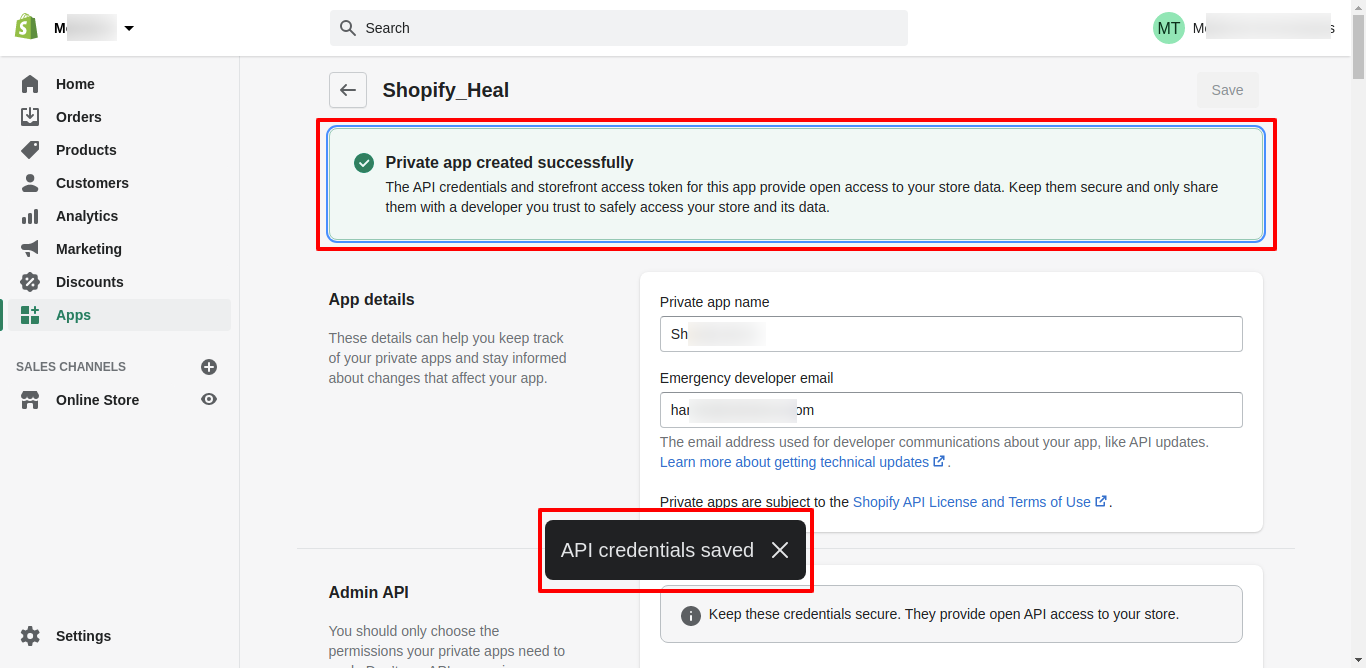 Search
MT
Home
Orders
Products
Customers
Analytics
Marketing
Discounts
Apps
SALES CHANNELS
Online Store
Settings
Shopify_Heal
Save
Private app created successfully
The API credentials and storefront access token for this app provide open access to your store data. Keep them secure and only share
them with a developer you trust to safely access your store and its data.
App details
These details can help you keep track
of your private apps and stay informed
about changes that affect your app.
Private app name
Sh
Emergency developer email
har
om
The email address used for developer communications about your app, like API updates.
Learn more about getting technical updates .
Private apps are subject to the Shopify API License and Terms of Use .
API credentials saved
Admin API
You should only choose the
permissions your private apps need to
Keep these credentials secure. They provide open API access to your store.